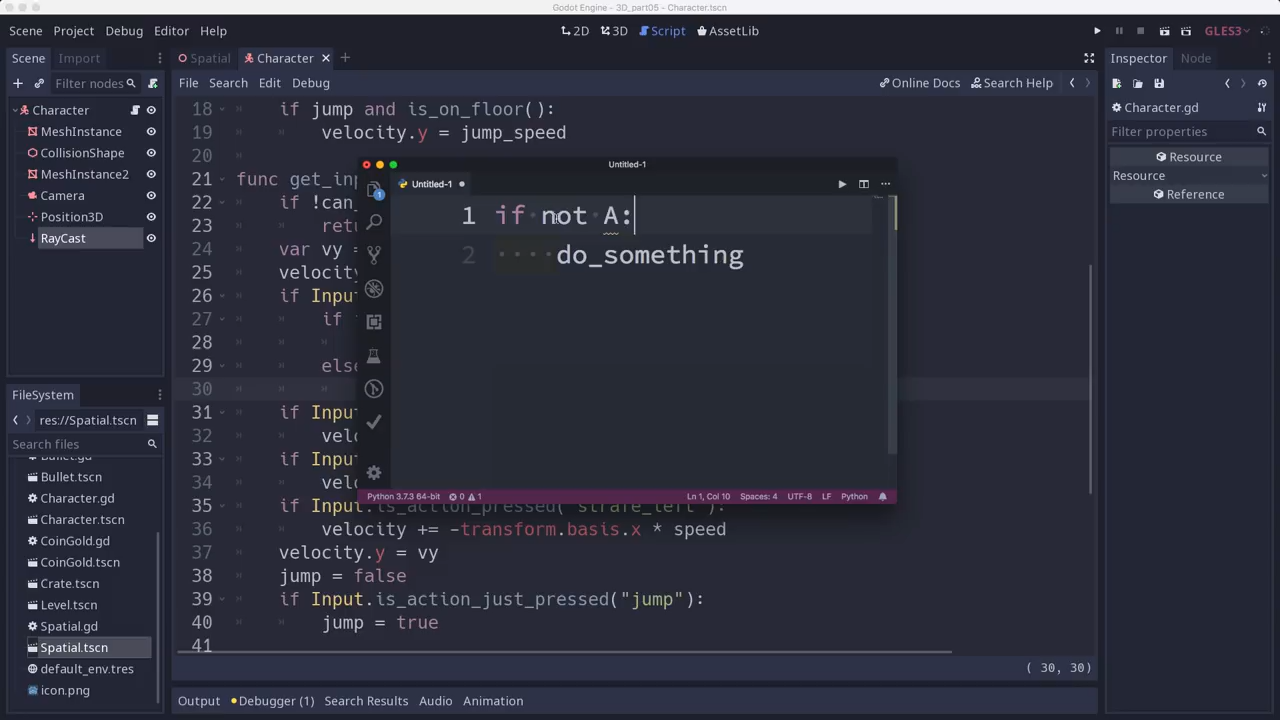 Godot Engine - 3D_part05 - Character.tscn
Scene Project Debug Editor Help
2D 3D Script AssetLib
GLES3
Scene Import
Filter nodes
Character
MeshInstance
CollisionShape
MeshInstance2
Camera
Position3D
RayCast
FileSystem
res://Spatial.tscn
Search files
Bullet.gd
Bullet.tscn
Character.gd
Character.tscn
CoinGold.gd
CoinGold.tscn
Crate.tscn
Level.tscn
Spatial.gd
Spatial.tscn
default_env.tres
icon.png
Spatial Character
File Search Edit Debug
Online Docs Search Help
18 if jump and is_on_floor():
19 velocity.y = jump_speed
20
21 func get_in
22 if !can_
23 retu
24 var vy =
25 velocity
26 if Input
27 if
28
29 else
30
31 if Input
32 velo
33 if Input
34 velo
35 if Input.is_action_pressed("strafe_left"):
36 velocity += -transform.basis.x * speed
37 velocity.y = vy
38 jump = false
39 if Input.is_action_just_pressed("jump"):
40 jump = true
41
( 30, 30)
Output Debugger (1) Search Results Audio Animation
Untitled-1
Untitled-1
1
1 if not A:
2 do_something
Python 3.7.3 64-bit 0 1 Ln 1, Col 10 Spaces: 4 UTF-8 LF Python
Inspector Node
Character.gd
Filter properties
Resource
Resource
Reference